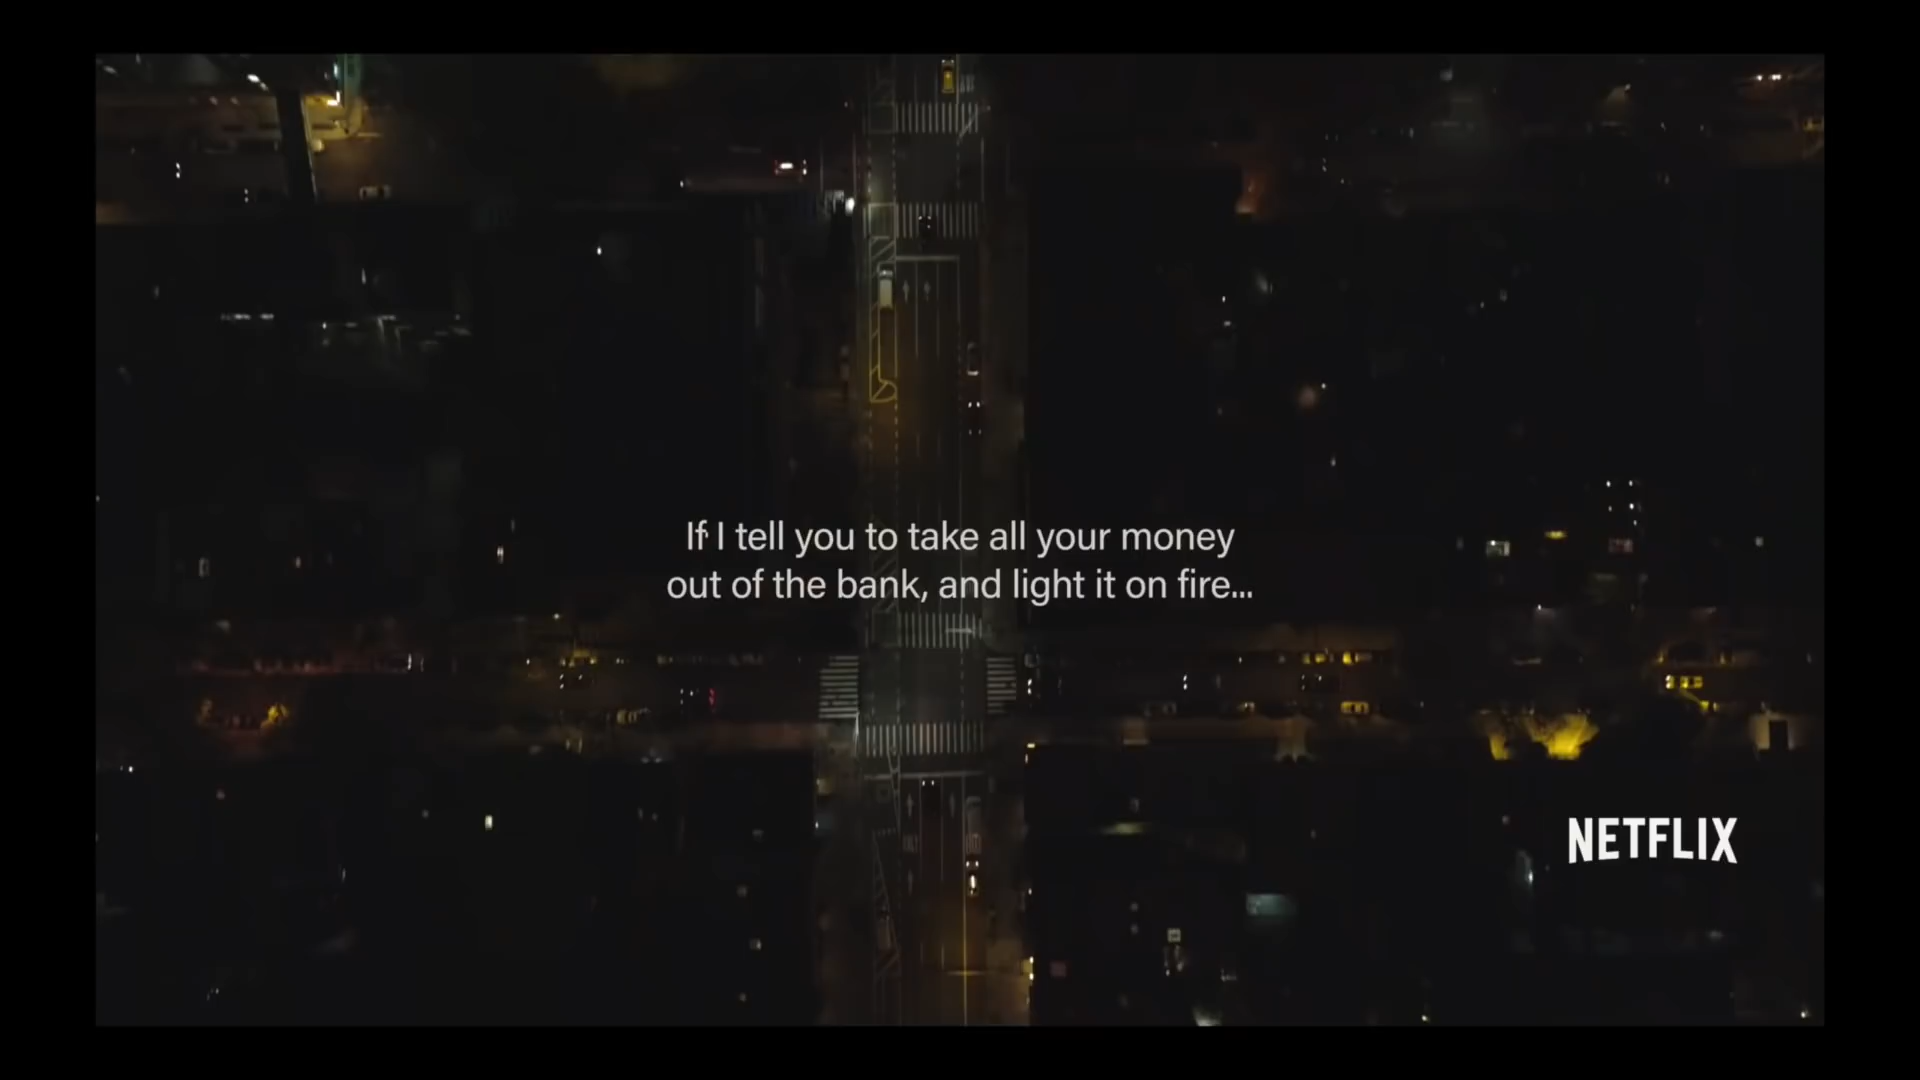 If I tell you to take all your money
out of the bank, and light it on fire...
NETFLIX